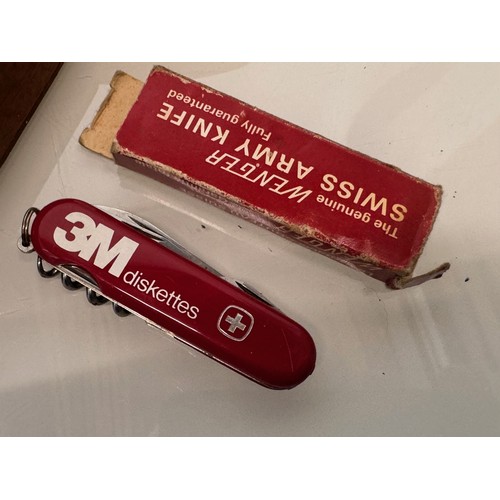 The genuine
WENGER
SWISS ARMY KNIFE
Fully guaranteed
3M
diskettes